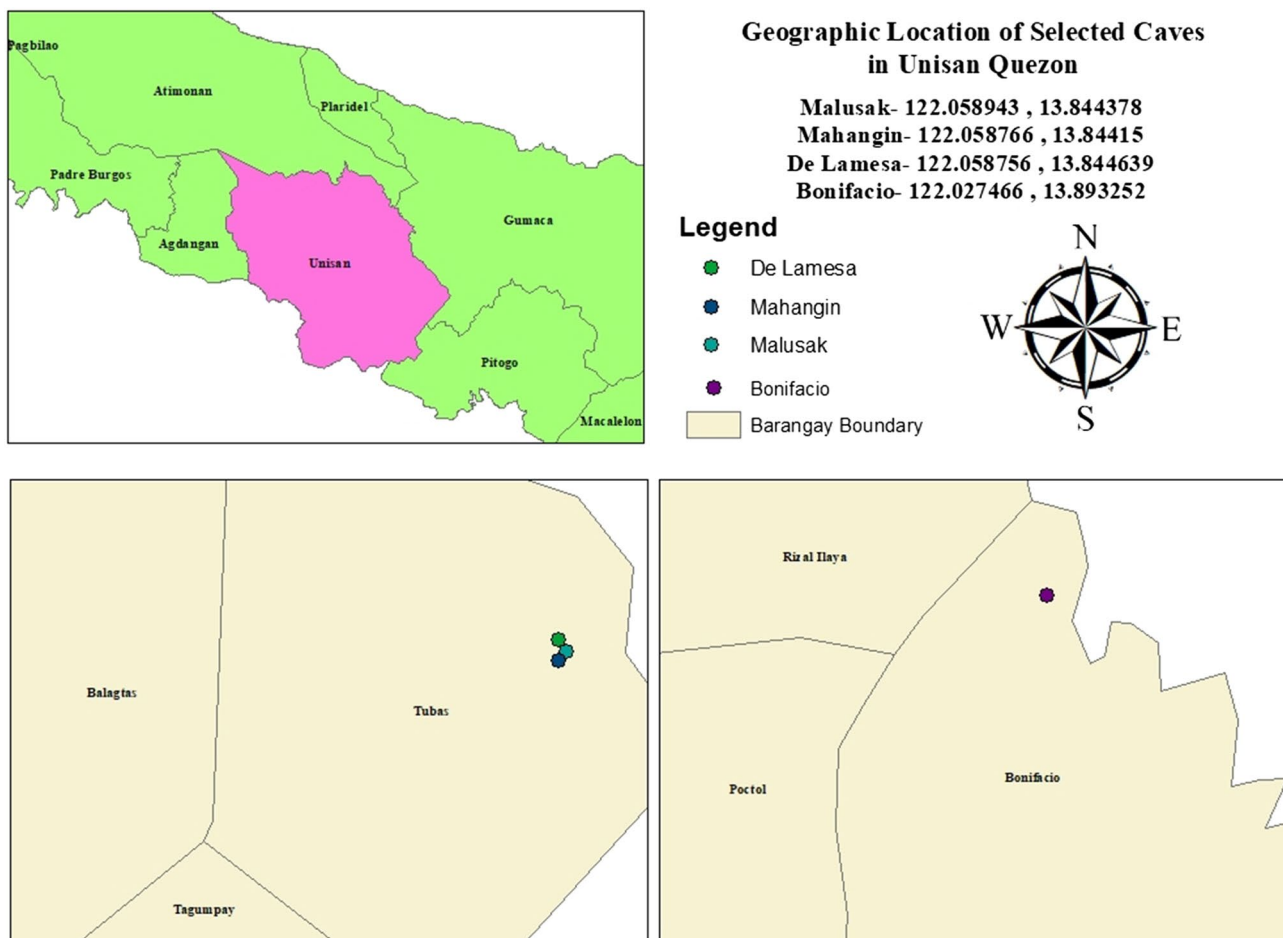 Pagbilao
Atimonan
Plaridel
Padre Burgos
Agdangan
Unisan
Gumaca
Pitogo
Macalelon
Geographic Location of Selected Caves
in Unisan Quezon
Malusak- 122.058943 , 13.844378
Mahangin- 122.058766 , 13.84415
De Lamesa- 122.058756 , 13.844639
Bonifacio- 122.027466 , 13.893252
Legend
De Lamesa
Mahangin
Malusak
Bonifacio
Barangay Boundary
N
W
E
S
Balagtas
Tubas
Tagumpay
Rizal Ilaya
Poctol
Bonifacio